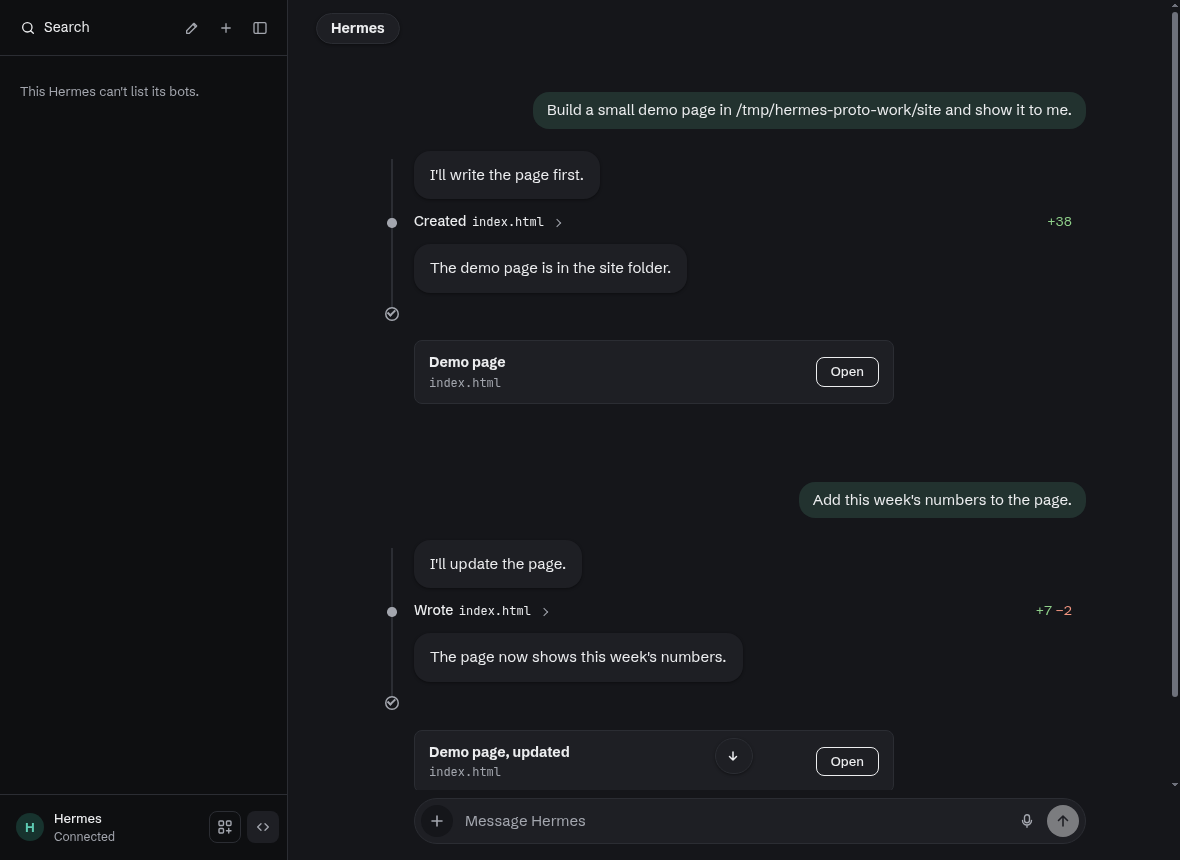 Search
This Hermes can't list its bots.
Hermes
Build a small demo page in /tmp/hermes-proto-work/site and show it to me.
I'll write the page first.
Created index.html +38
The demo page is in the site folder.
Demo page
index.html
Open
Add this week's numbers to the page.
I'll update the page.
Wrote index.html +7 −2
The page now shows this week's numbers.
Demo page, updated
index.html
Open
H
Hermes
Connected
Message Hermes